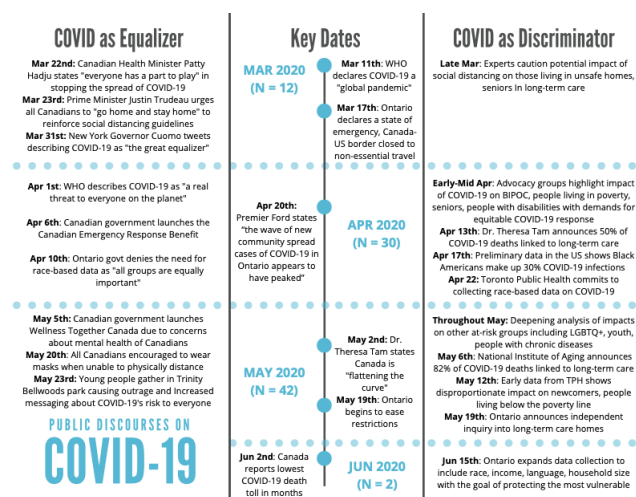 COVID as Equalizer
Mar 22nd: Canadian Health Minister Patty
Hadju states "everyone has a part to play" in
stopping the spread of COVID-19
Mar 23rd: Prime Minister Justin Trudeau urges
all Canadians to "go home and stay home" to
reinforce social distancing guidelines
Mar 31st: New York Governor Cuomo tweets
describing COVID-19 as "the great equalizer"
Apr 1st: WHO describes COVID-19 as "a real
threat to everyone on the planet"
Apr 6th: Canadian government launches the
Canadian Emergency Response Benefit
Apr 10th: Ontario govt denies the need for
race-based data as "all groups are equally
important"
May 5th: Canadian government launches
Wellness Together Canada due to concerns
about mental health of Canadians
May 20th: All Canadians encouraged to wear
masks when unable to physically distance
May 23rd: Young people gather in Trinity
Bellwoods park causing outrage and Increased
messaging about COVID-19's risk to everyone
PUBLIC DISCOURSES ON
COVID-19
Key Dates
MAR 2020
(N = 12)
Mar 11th: WHO
declares COVID-19 a
"global pandemic"
Mar 17th: Ontario
declares a state of
emergency, Canada-
US border closed to
non-essential travel
Apr 20th:
Premier Ford states
"the wave of new
community spread
cases of COVID in
Ontario appears to
have peaked"
APR 2020
(N = 30)
MAY 2020
(N = 42)
May 2nd: Dr.
Theresa Tam states
Canada is
"flattening the
curve"
May 19th: Ontario
begins to ease
restrictions
Jun 2nd: Canada
reports lowest
COVID-19 death
toll in months
JUN 2020
(N = 2)
COVID as Discriminator
Late Mar: Experts caution potential impact of
social distancing on those living in unsafe homes,
seniors In long-term care
Early-Mid Apr: Advocacy groups highlight impact
of COVID-19 on BIPOC, people living in poverty,
seniors, people with disabilities with demands for
equitable COVID-19 response
Apr 13th: Dr. Theresa Tam announces 50% of
COVID-19 deaths linked to long-term care
Apr 17th: Preliminary data in the US shows Black
Americans make up 30% COVID-19 infections
Apr 22: Toronto Public Health commits to
collecting race-based data on COVID-19
Throughout May: Deepening analysis of impacts
on other at-risk groups including LGBTQ+, youth,
people with chronic diseases
May 6th: National Institute of Aging announces
82% of COVID-19 deaths linked to long-term care
May 12th: Early data from TPH shows
disproportionate impact on newcomers, people
living below the poverty line
May 19th: Ontario announces independent
inquiry into long-term care homes
Jun 15th: Ontario expands data collection to
include race, income, language, household size
with the goal of protecting the most vulnerable